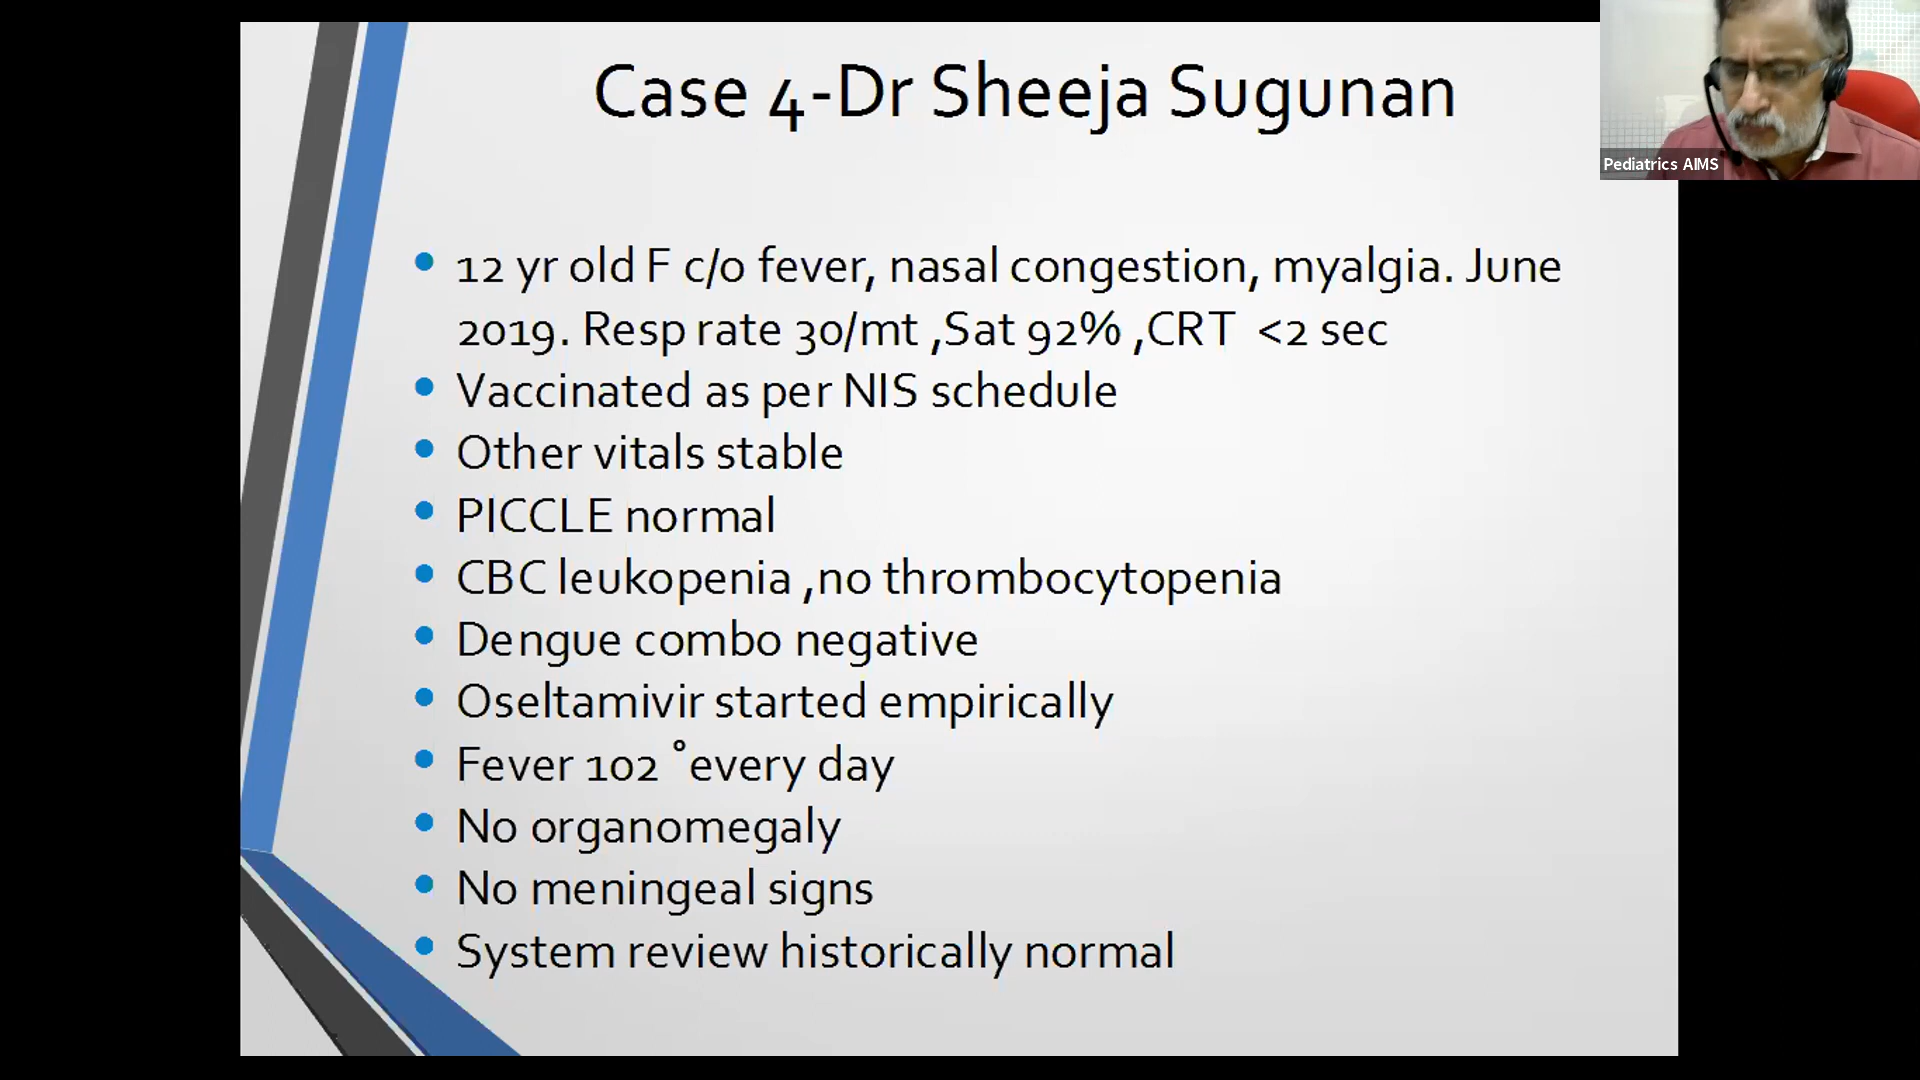 Case 4-Dr Sheeja Sugunan
Pediatrics AIMS
• 12 yr old F c/o fever, nasal congestion, myalgia. June
2019. Resp rate 30/mt ,Sat 92% ,CRT <2 sec
• Vaccinated as per NIS schedule
• Other vitals stable
• PICCLE normal
• CBC leukopenia ,no thrombocytopenia
• Dengue combo negative
• Oseltamivir started empirically
• Fever 102 °every day
• No organomegaly
• No meningeal signs
• System review historically normal